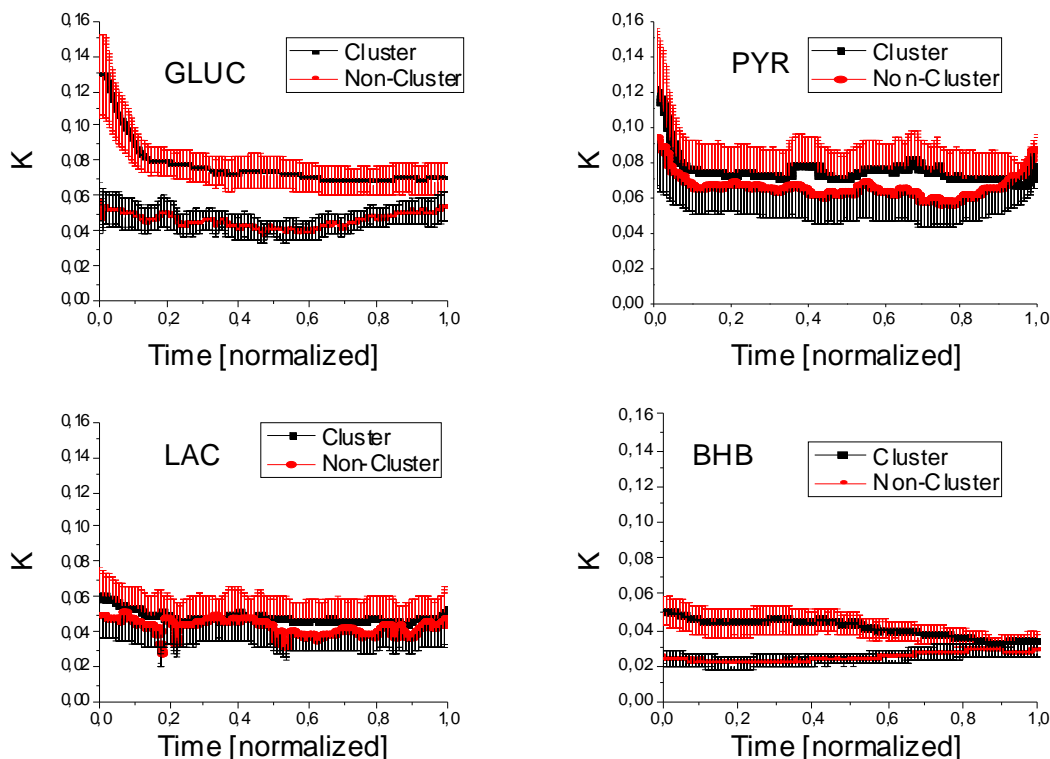 0,16
0,14
0,12
0,10
0,08
0,06
0,04
0,02
0,00
K
GLUC
Cluster
Non-Cluster
0,0 0,2 0,4 0,6 0,8 1,0
Time [normalized]
0,16
0,14
0,12
0,10
0,08
0,06
0,04
0,02
0,00
K
PYR
Cluster
Non-Cluster
0,0 0,2 0,4 0,6 0,8 1,0
Time [normalized]
0,16
0,14
0,12
0,10
0,08
0,06
0,04
0,02
0,00
K
LAC
Cluster
Non-Cluster
0,0 0,2 0,4 0,6 0,8 1,0
Time [normalized]
0,16
0,14
0,12
0,10
0,08
0,06
0,04
0,02
0,00
K
BHB
Cluster
Non-Cluster
0,0 0,2 0,4 0,6 0,8 1,0
Time [normalized]